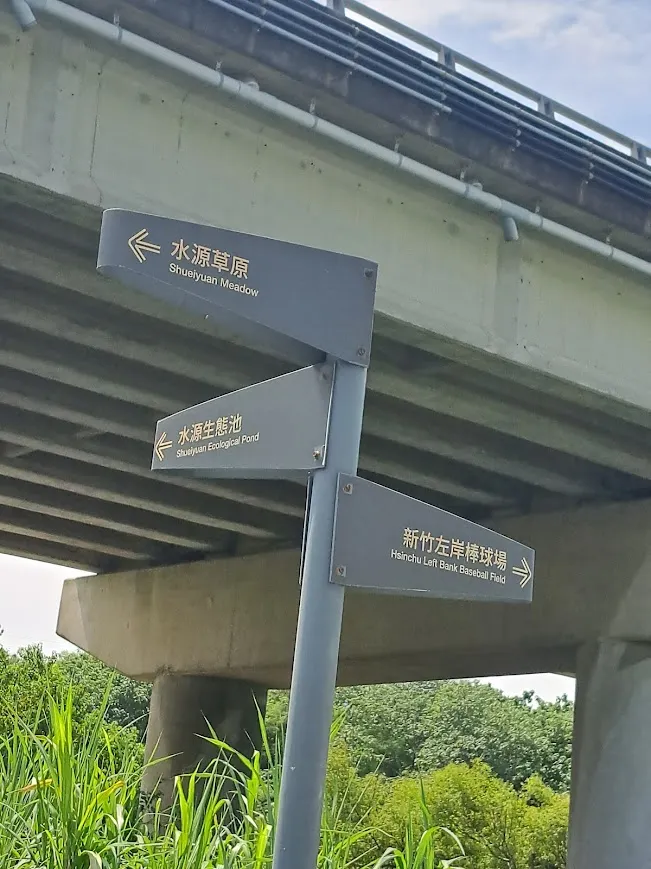 水源草原
Shueiyuan Meadow
水源生態池
Shueiyuan Ecological Pond
新竹左岸棒球場
Hsinchu Left Bank Baseball Field